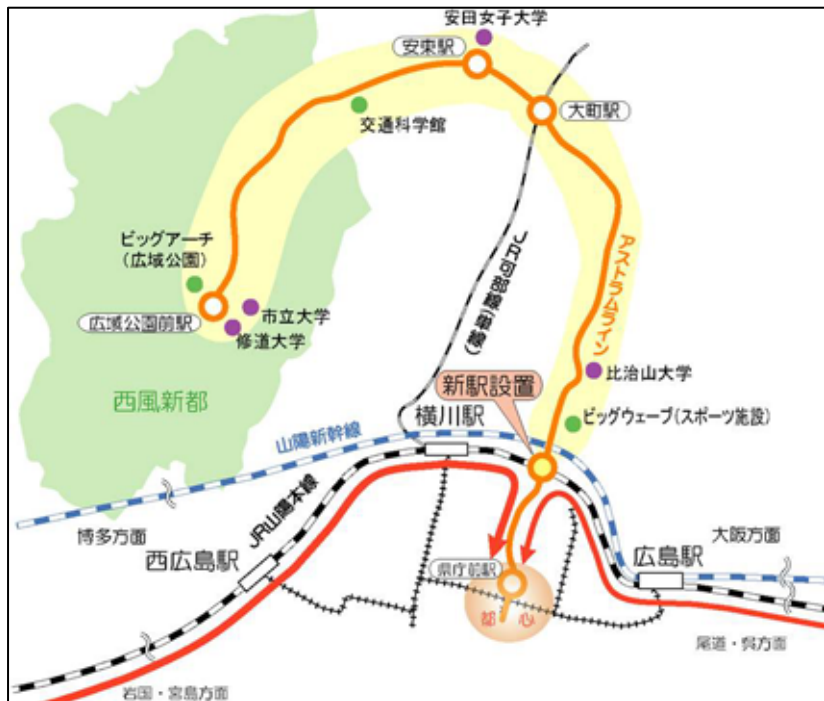 安田女子大学
安東駅
大町駅
交通科学館
ビッグアーチ
(広域公園)
JR可部線(単線)
アストラムライン
広域公園前駅
市立大学
修道大学
比治山大学
新駅設置
西風新都
横川駅
ビッグウェーブ(スポーツ施設)
山陽新幹線
JR山陽本線
博多方面
大阪方面
西広島駅
広島駅
県庁前駅
都心
尾道・呉方面
岩国・宮島方面